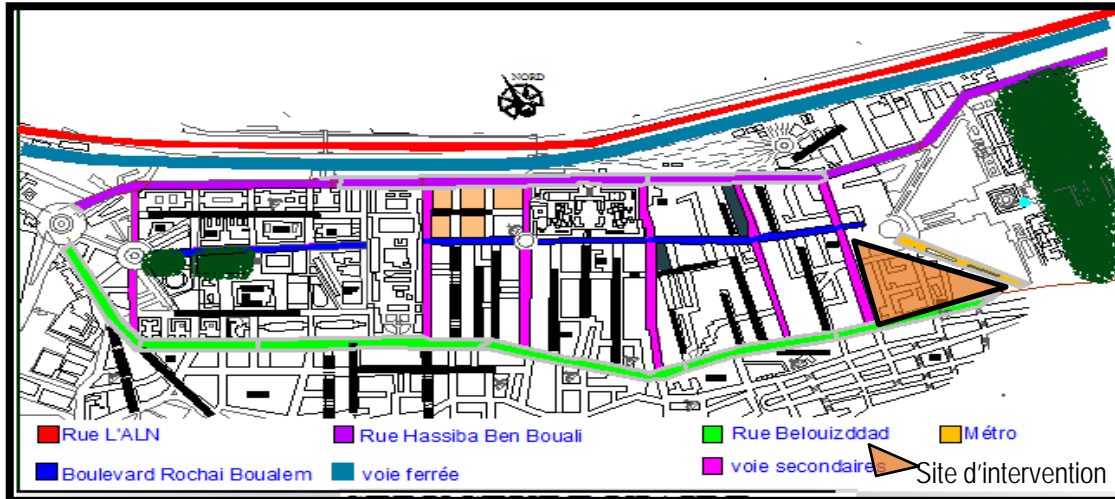 NORD
Rue L'ALN
Rue Hassiba Ben Bouali
Rue Belouizddad
Métro
Boulevard Rochai Boualem
voie ferrée
voie secondaires
Site d'intervention